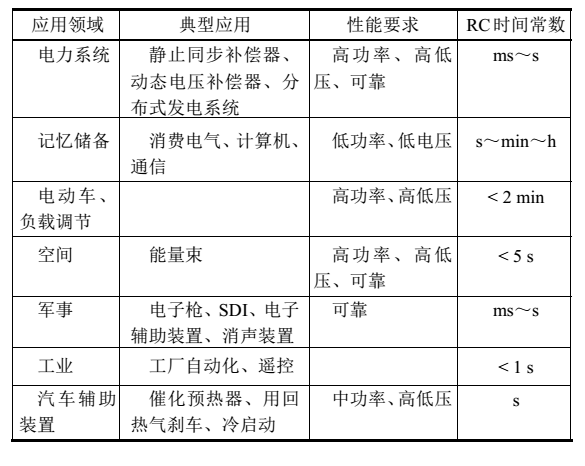 应用领域 典型应用 性能要求 RC时间常数
电力系统 静止同步补偿器、 高功率、高低 ms～s
动态电压补偿器、分 压、可靠
布式发电系统
记忆储备 消费电气、计算机、 低功率、低电压 s～min～h
通信
电动车、 高功率、高低压 < 2 min
负载调节
空间 能量束 高功率、高低 < 5 s
压、可靠
军事 电子枪、SDI、电子 可靠 ms～s
辅助装置、消声装置
工业 工厂自动化、遥控 < 1 s
汽车辅助 催化预热器、用回 中功率、高低压 s
装置 热气刹车、冷启动